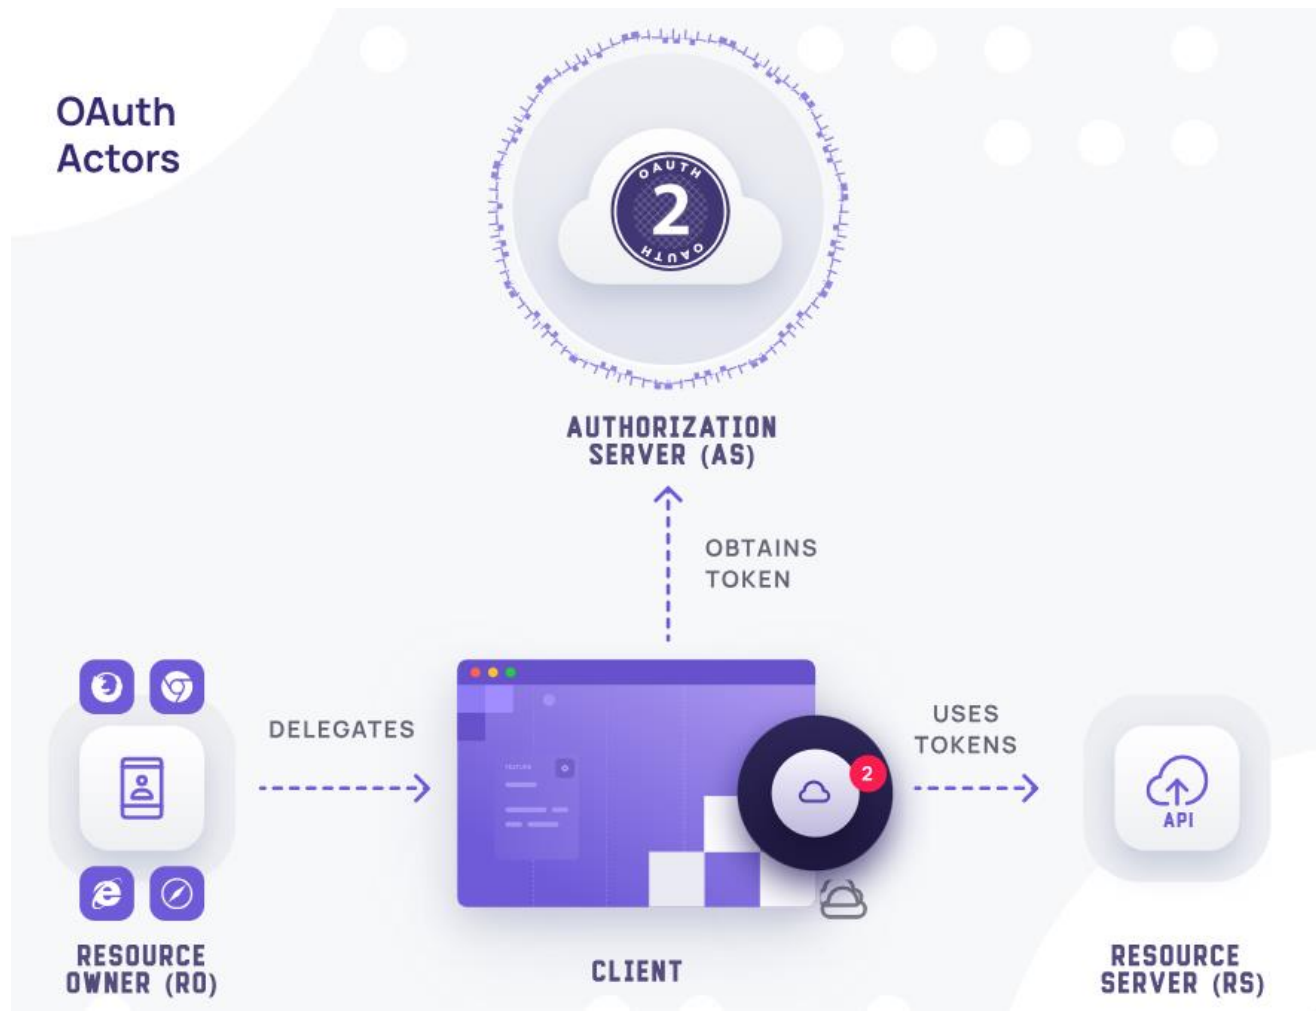 OAuth
Actors
OAUTH
2
OAUTH
AUTHORIZATION
SERVER (AS)
OBTAINS
TOKEN
DELEGATES
USES
TOKENS
2
API
RESOURCE
OWNER (RO)
CLIENT
RESOURCE
SERVER (RS)